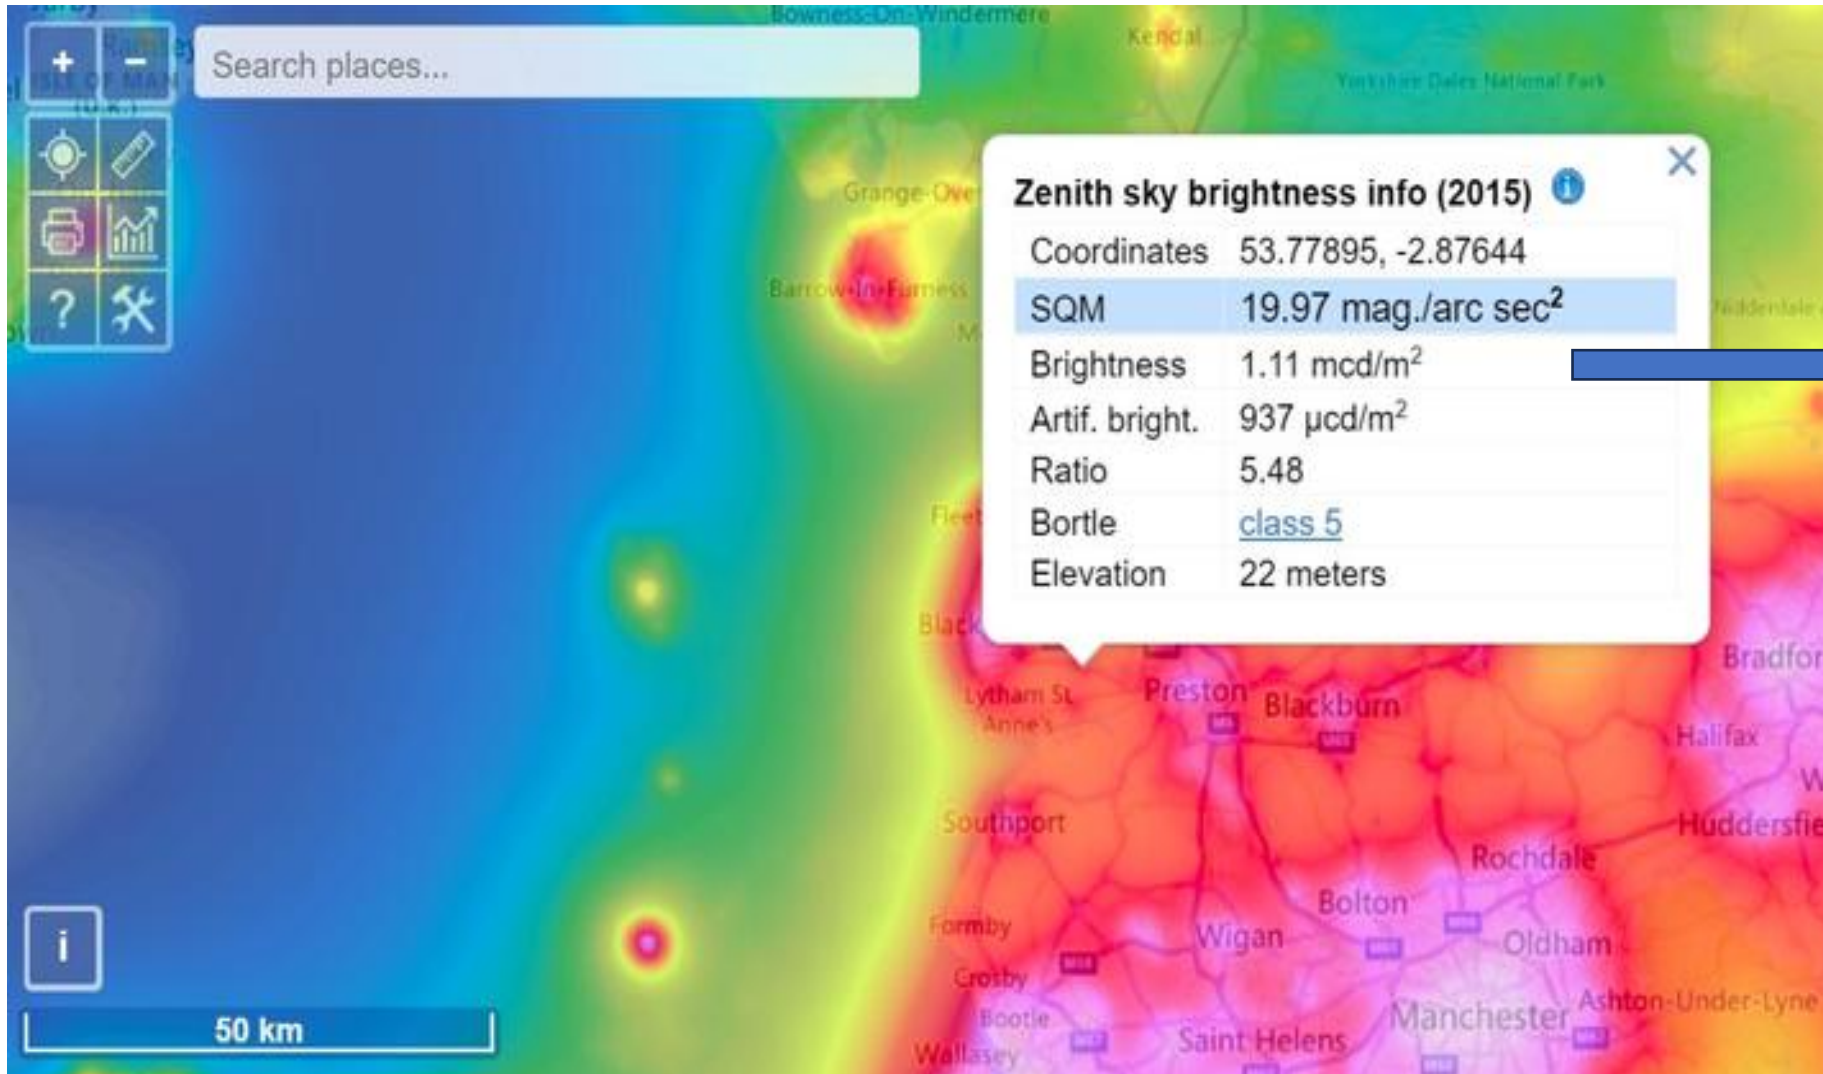 Bowness-On-Windermere
Kendal
+
−
Search places...
ISLE OF MAN
(U.K.)
Yorkshire Dales National Park
Grange-Over
Barrow-In-Furness
?
Zenith sky brightness info (2015)
Coordinates 53.77895, -2.87644
SQM 19.97 mag./arc sec²
Brightness 1.11 mcd/m²
Artif. bright. 937 µcd/m²
Ratio 5.48
Bortle class 5
Elevation 22 meters
Fleet
Black
Lytham St.
Anne's
Preston
Blackburn
Bradfor
Halifax
Southport
Huddersfie
Rochdale
Bolton
Formby
Wigan
Oldham
Crosby
Bootle
Manchester
Ashton-Under-Lyne
Saint Helens
Wallasey
i
50 km